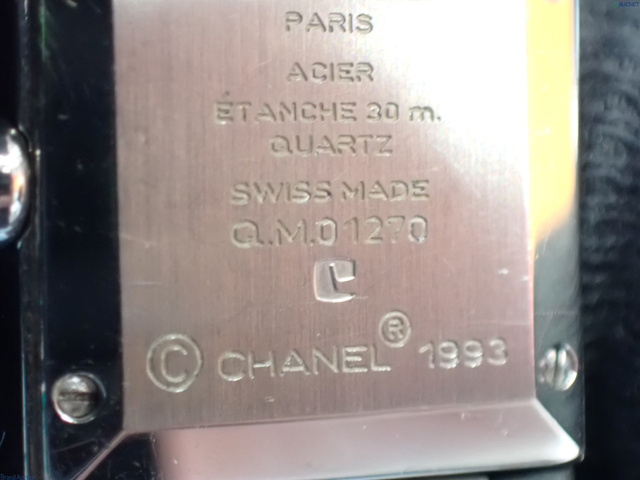 PARIS
ACIER
ÉTANCHE 30 m.
QUARTZ
SWISS MADE
Q.M.01270
© CHANEL® 1993